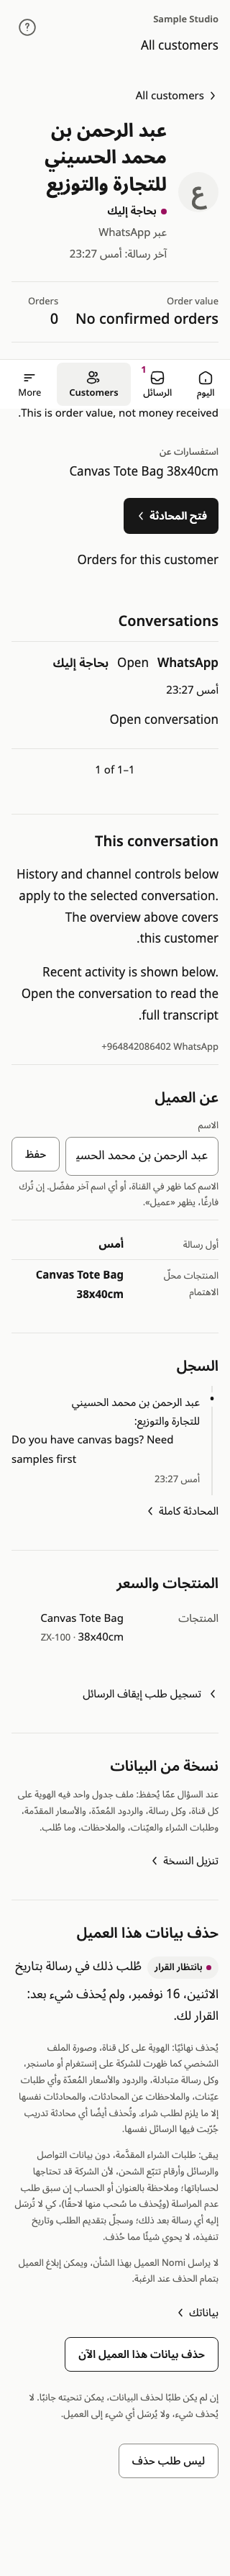 Sample Studio
All customers
?
All customers
عبد الرحمن بن
محمد الحسيني
للتجارة والتوزيع
ع
بحاجة إليك
عبر WhatsApp
آخر رسالة: أمس 23:27
Order value
No confirmed orders
Orders
0
اليوم
الرسائل
1
Customers
More
This is order value, not money received.
استفسارات عن
Canvas Tote Bag 38x40cm
فتح المحادثة
Orders for this customer
Conversations
WhatsApp Open بحاجة إليك
أمس 23:27
Open conversation
1–1 of 1
This conversation
History and channel controls below
apply to the selected conversation.
The overview above covers
this customer.
Recent activity is shown below.
Open the conversation to read the
full transcript.
WhatsApp +964842086402
عن العميل
الاسم
عبد الرحمن بن محمد الحسي
حفظ
الاسم كما ظهر في القناة، أو أي اسم آخر مفضّل. إن تُرك
فارغًا، يظهر «عميل».
أول رسالة
أمس
المنتجات محلّ
الاهتمام
Canvas Tote Bag
38x40cm
السجل
عبد الرحمن بن محمد الحسيني
للتجارة والتوزيع:
Do you have canvas bags? Need
samples first
أمس 23:27
المحادثة كاملة
المنتجات والسعر
المنتجات
Canvas Tote Bag
38x40cm · ZX-100
تسجيل طلب إيقاف الرسائل
نسخة من البيانات
عند السؤال عمّا يُحفظ: ملف جدول واحد فيه الهوية على
كل قناة، وكل رسالة، والردود المُعدّة، والأسعار المقدّمة،
وطلبات الشراء والعيّنات، والملاحظات، وما طُلب.
تنزيل النسخة
حذف بيانات هذا العميل
بانتظار القرار طُلب ذلك في رسالة بتاريخ
الاثنين، 16 نوفمبر، ولم يُحذف شيء بعد:
القرار لك.
يُحذف نهائيًا: الهوية على كل قناة، وصورة الملف
الشخصي كما ظهرت للشركة على إنستغرام أو ماسنجر،
وكل رسالة متبادلة، والردود والأسعار المُعدّة وأي طلبات
عيّنات، والملاحظات عن المحادثات، والمحادثات نفسها
إلا ما يلزم لطلب شراء. وتُحذف أيضًا أي محادثة تدريب
جُرّبت فيها الرسائل نفسها.
يبقى: طلبات الشراء المقدَّمة، دون بيانات التواصل
والرسائل وأرقام تتبّع الشحن، لأن الشركة قد تحتاجها
لحساباتها؛ وملاحظة بالعنوان أو الحساب إن سبق طلب
عدم المراسلة (ويُحذف ما سُحب منها لاحقًا)، كي لا تُرسل
إليه أي رسالة بعد ذلك؛ وسجلّ بتقديم الطلب وتاريخ
تنفيذه، لا يحوي شيئًا مما حُذف.
لا يراسل Nomi العميل بهذا الشأن، ويمكن إبلاغ العميل
بتمام الحذف عند الرغبة.
بياناتك
حذف بيانات هذا العميل الآن
إن لم يكن طلبًا لحذف البيانات، يمكن تنحيته جانبًا. لا
يُحذف شيء، ولا يُرسَل أي شيء إلى العميل.
ليس طلب حذف